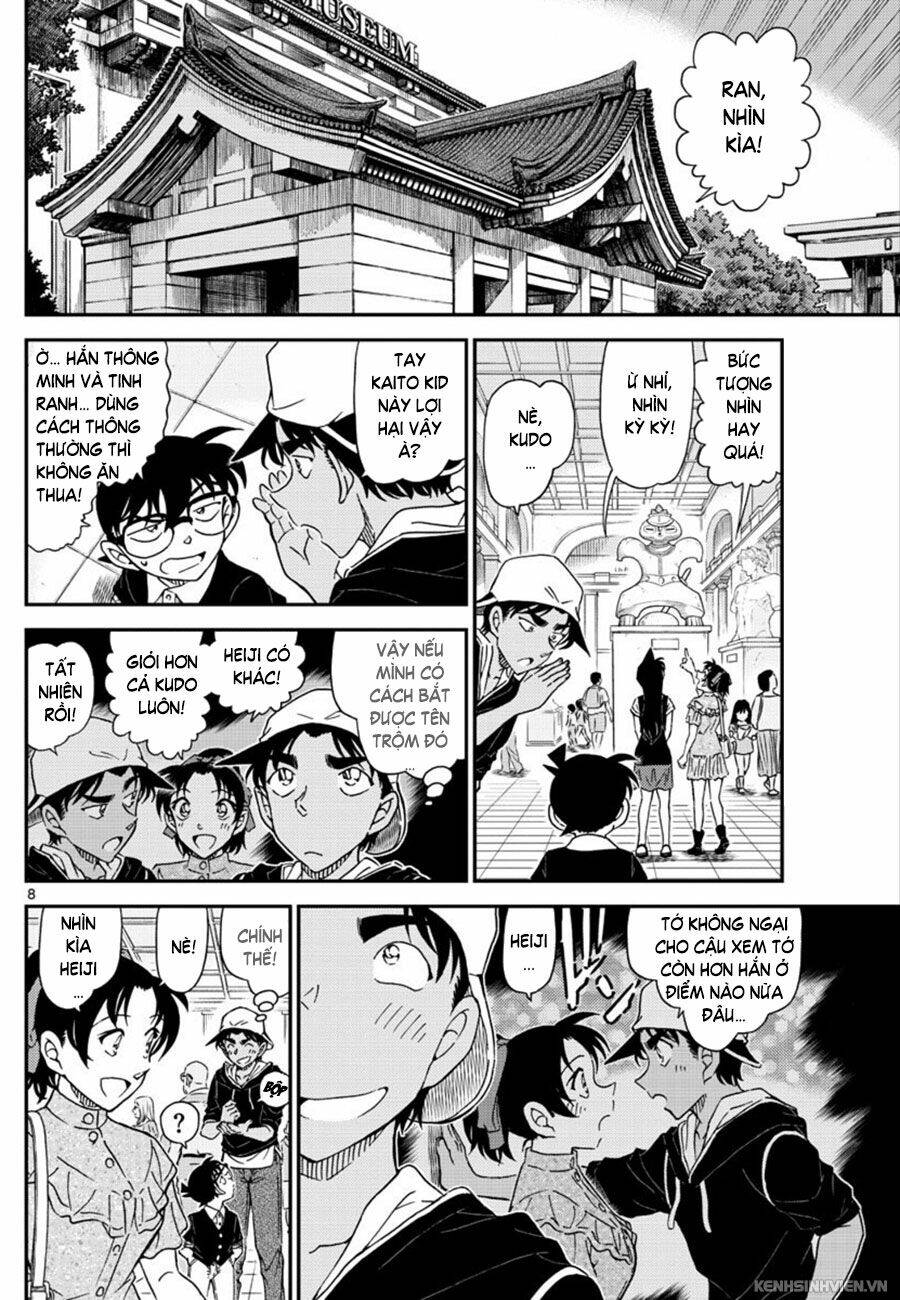 MUSEUM
RAN,
NHÌN
KÌA!
BỨC
TƯỢNG
NHÌN
HAY
QUÁ!
Ừ NHỈ,
NHÌN
KỲ KỲ!
NÈ,
KUDO
...
TAY
KAITO KID
NÀY LỢI
HẠI VẬY
À?
Ờ... HẮN THÔNG
MINH VÀ TINH
RANH... DÙNG
CÁCH THÔNG
THƯỜNG THÌ
KHÔNG ĂN
THUA!
VẬY NẾU
MÌNH CÓ
CÁCH BẮT
ĐƯỢC TÊN
TRỘM ĐÓ
...
HEIJI CÓ
KHÁC!
GIỎI HƠN
CẢ KUDO
LUÔN!
TẤT
NHIÊN
RỒI!
8
TỚ KHÔNG NGẠI
CHO CẬU XEM TỚ
CÒN HƠN HẮN Ở
ĐIỂM NÀO NỮA
ĐÂU...
HEIJI
...
CHÍNH
THẾ!
BỘP
?
NÈ!
NHÌN
KÌA
HEIJI
...
KENHSINHVIEN.VN